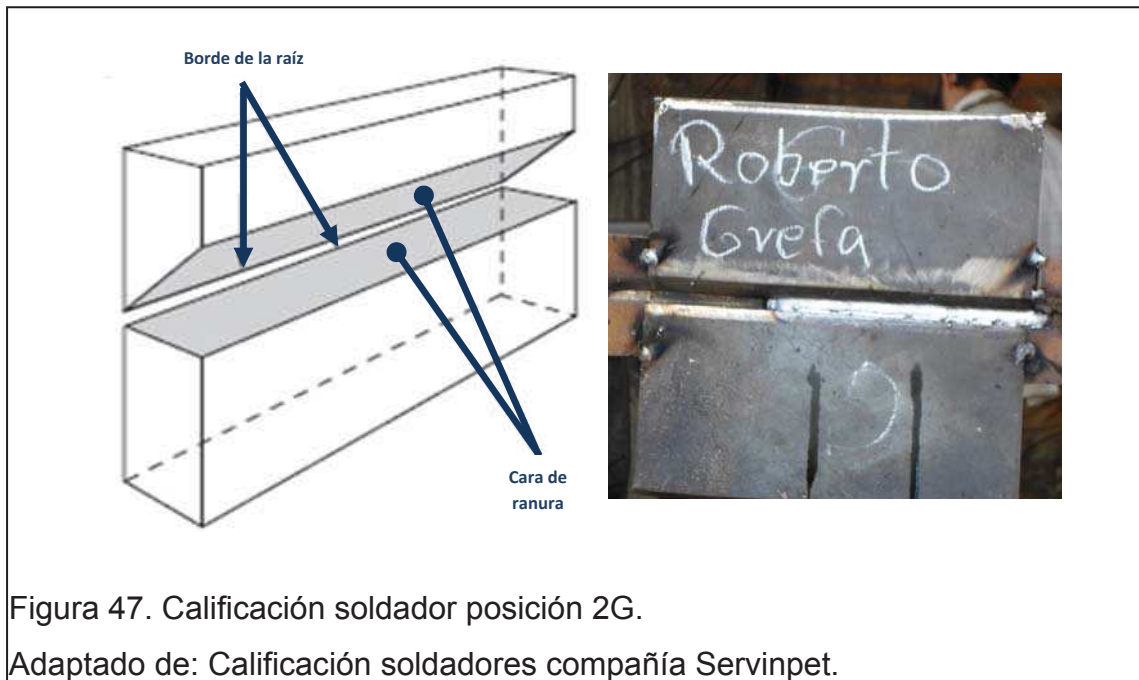 Borde de la raíz
Cara de
ranura
Roberto
Grefa
Figura 47. Calificación soldador posición 2G.
Adaptado de: Calificación soldadores compañía Servinpet.